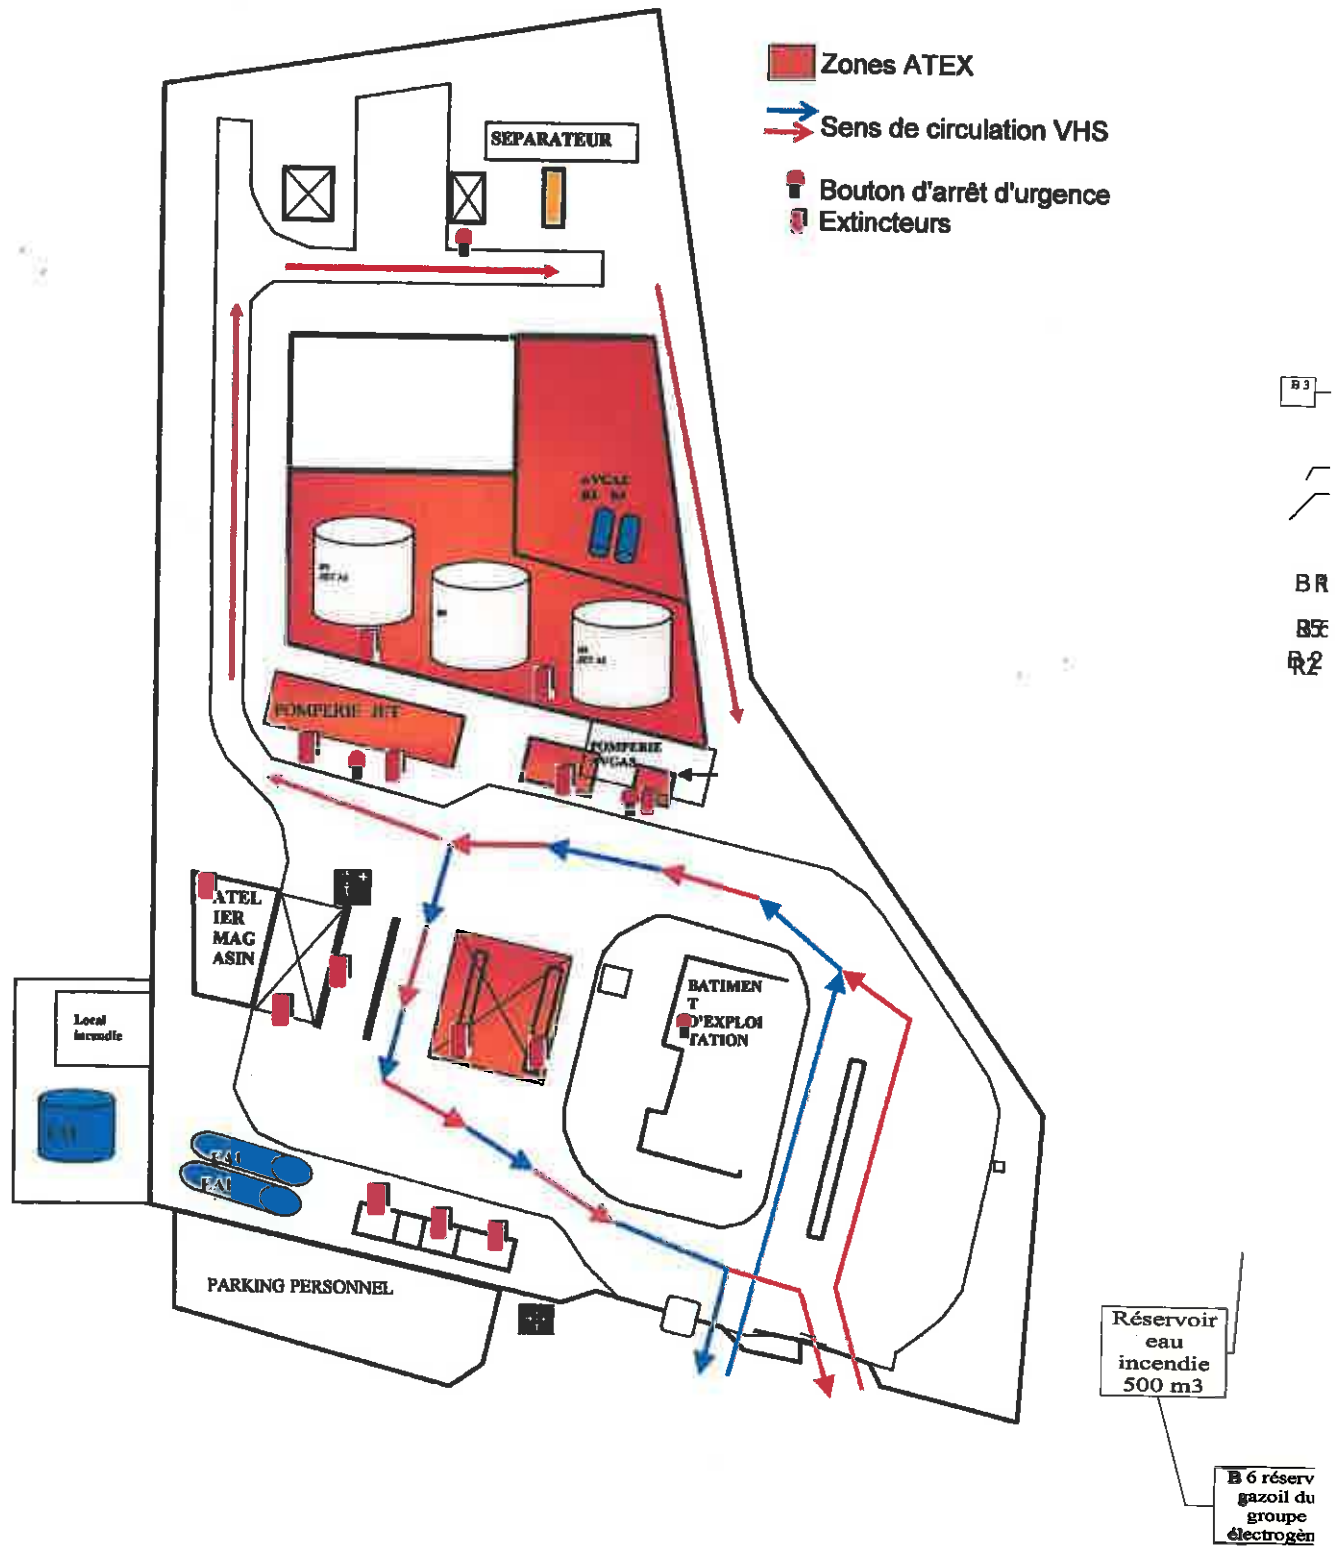 Zones ATEX
Sens de circulation VHS
Bouton d'arrêt d'urgence
Extincteurs
SEPARATEUR
B 3
POMPERIE JET
POMPERIE
AVGAS
ATEL
IER
MAG
ASIN
BATIMEN
T
D'EXPLOI
TATION
Local
incendie
PARKING PERSONNEL
Réservoir
eau
incendie
500 m3
B 6 réserv
gazoil du
groupe
électrogèn